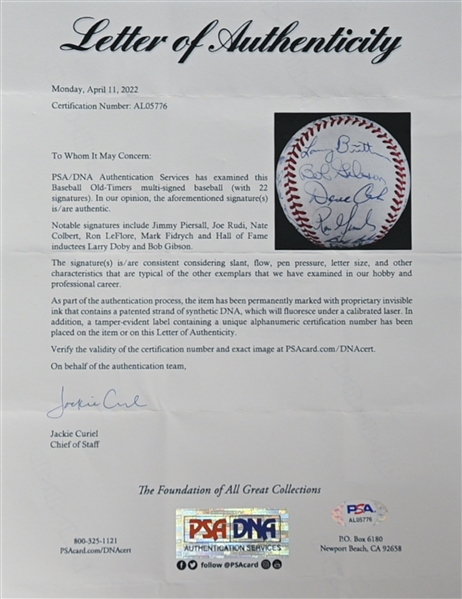 Letter of Authenticity
Monday, April 11, 2022
Certification Number: AL05776
To Whom It May Concern:
PSA/DNA Authentication Services has examined this
Baseball Old-Timers multi-signed baseball (with 22
signatures). In our opinion, the aforementioned signature(s)
is/are authentic.
Notable signatures include Jimmy Piersall, Joe Rudi, Nate
Colbert, Ron LeFlore, Mark Fidrych and Hall of Fame
inductees Larry Doby and Bob Gibson.
Bob Gibson
The signature(s) is/are consistent considering slant, flow, pen pressure, letter size, and other
characteristics that are typical of the other exemplars that we have examined in our hobby and
professional career.
As part of the authentication process, the item has been permanently marked with proprietary invisible
ink that contains a patented strand of synthetic DNA, which will fluoresce under a calibrated laser. In
addition, a tamper-evident label containing a unique alphanumeric certification number has been
placed on the item or on this Letter of Authenticity.
Verify the validity of the certification number and exact image at PSAcard.com/DNAcert.
On behalf of the authentication team,
Jackie Curiel
Jackie Curiel
Chief of Staff
The Foundation of All Great Collections
800-325-1121
PSAcard.com/DNAcert
PSA DNA
AUTHENTICATION SERVICES
follow @PSAcard
PSA
AL05776
P.O. Box 6180
Newport Beach, CA 92658